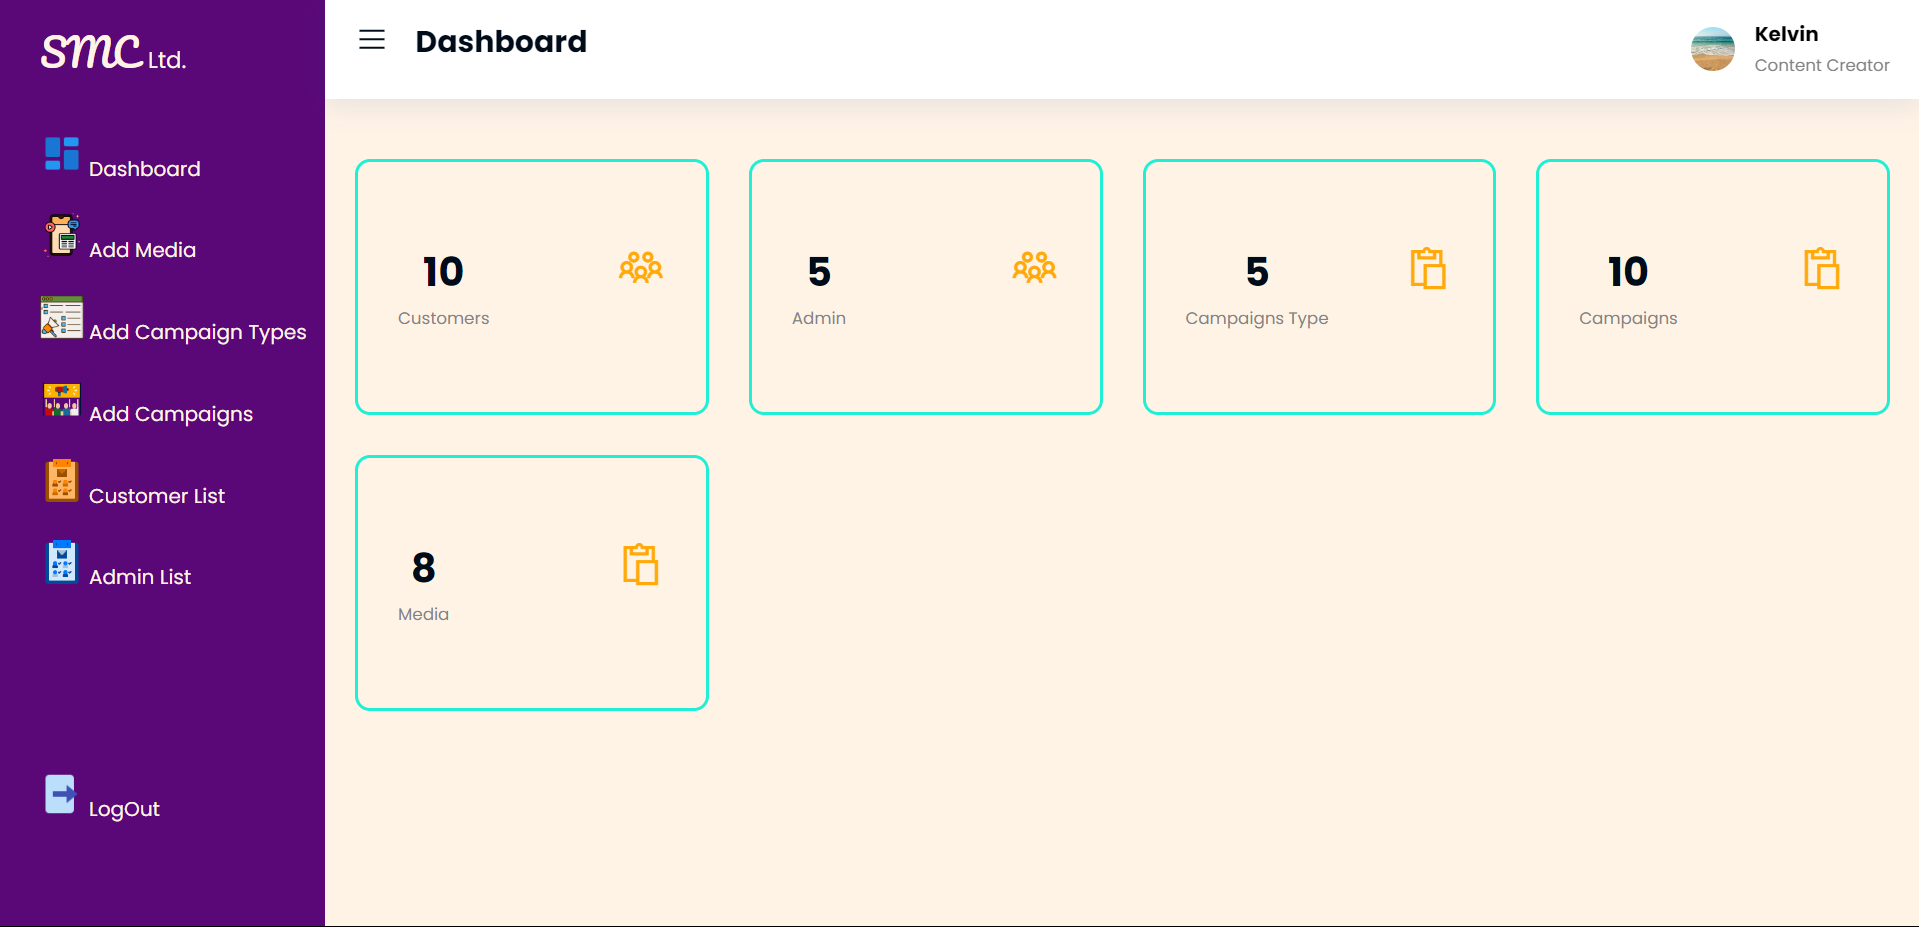 smc Ltd.
Dashboard
Add Media
Add Campaign Types
Add Campaigns
Customer List
Admin List
LogOut
Dashboard
Kelvin
Content Creator
10
Customers
5
Admin
5
Campaigns Type
10
Campaigns
8
Media